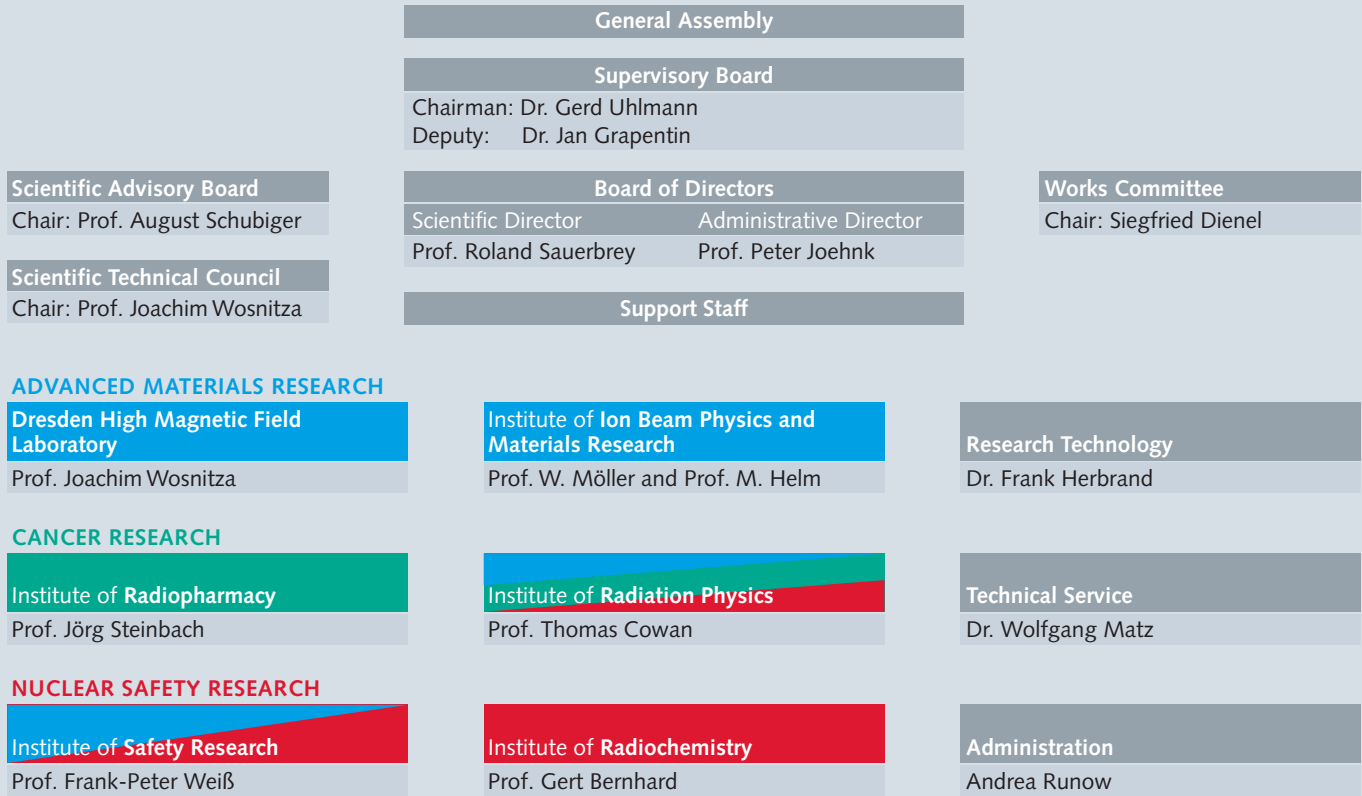 General Assembly
Supervisory Board
Chairman: Dr. Gerd Uhlmann
Deputy: Dr. Jan Grapentin
Scientific Advisory Board
Chair: Prof. August Schubiger
Scientific Technical Council
Chair: Prof. Joachim Wosnitza
Board of Directors
Scientific Director Administrative Director
Prof. Roland Sauerbrey Prof. Peter Joehnk
Support Staff
Works Committee
Chair: Siegfried Dienel
ADVANCED MATERIALS RESEARCH
Dresden High Magnetic Field
Laboratory
Prof. Joachim Wosnitza
Institute of Ion Beam Physics and
Materials Research
Prof. W. Möller and Prof. M. Helm
Research Technology
Dr. Frank Herbrand
CANCER RESEARCH
Institute of Radiopharmacy
Prof. Jörg Steinbach
Institute of Radiation Physics
Prof. Thomas Cowan
Technical Service
Dr. Wolfgang Matz
NUCLEAR SAFETY RESEARCH
Institute of Safety Research
Prof. Frank-Peter Weiß
Institute of Radiochemistry
Prof. Gert Bernhard
Administration
Andrea Runow